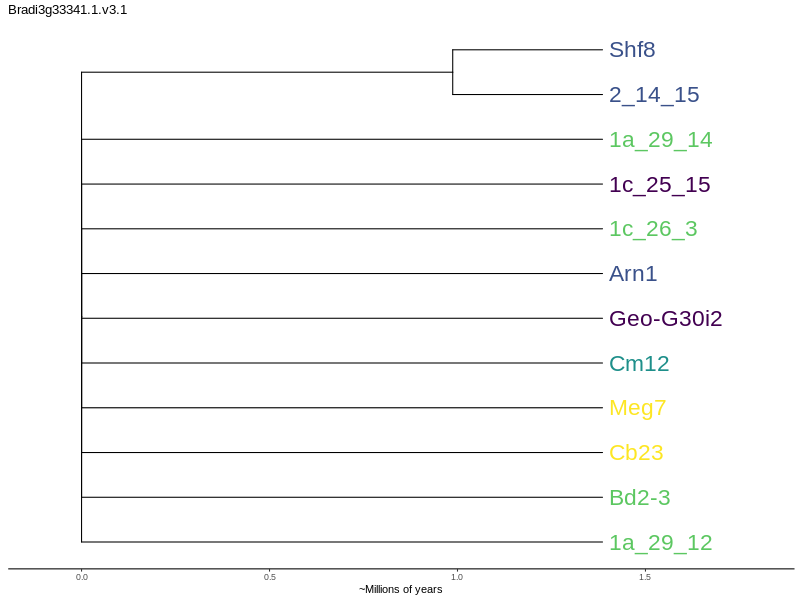 Bradi3g33341.1.v3.1
Shf8
2_14_15
1a_29_14
1c_25_15
1c_26_3
Arn1
Geo-G30i2
Cm12
Meg7
Cb23
Bd2-3
1a_29_12
0.0 0.5 1.0 1.5
~Millions of years